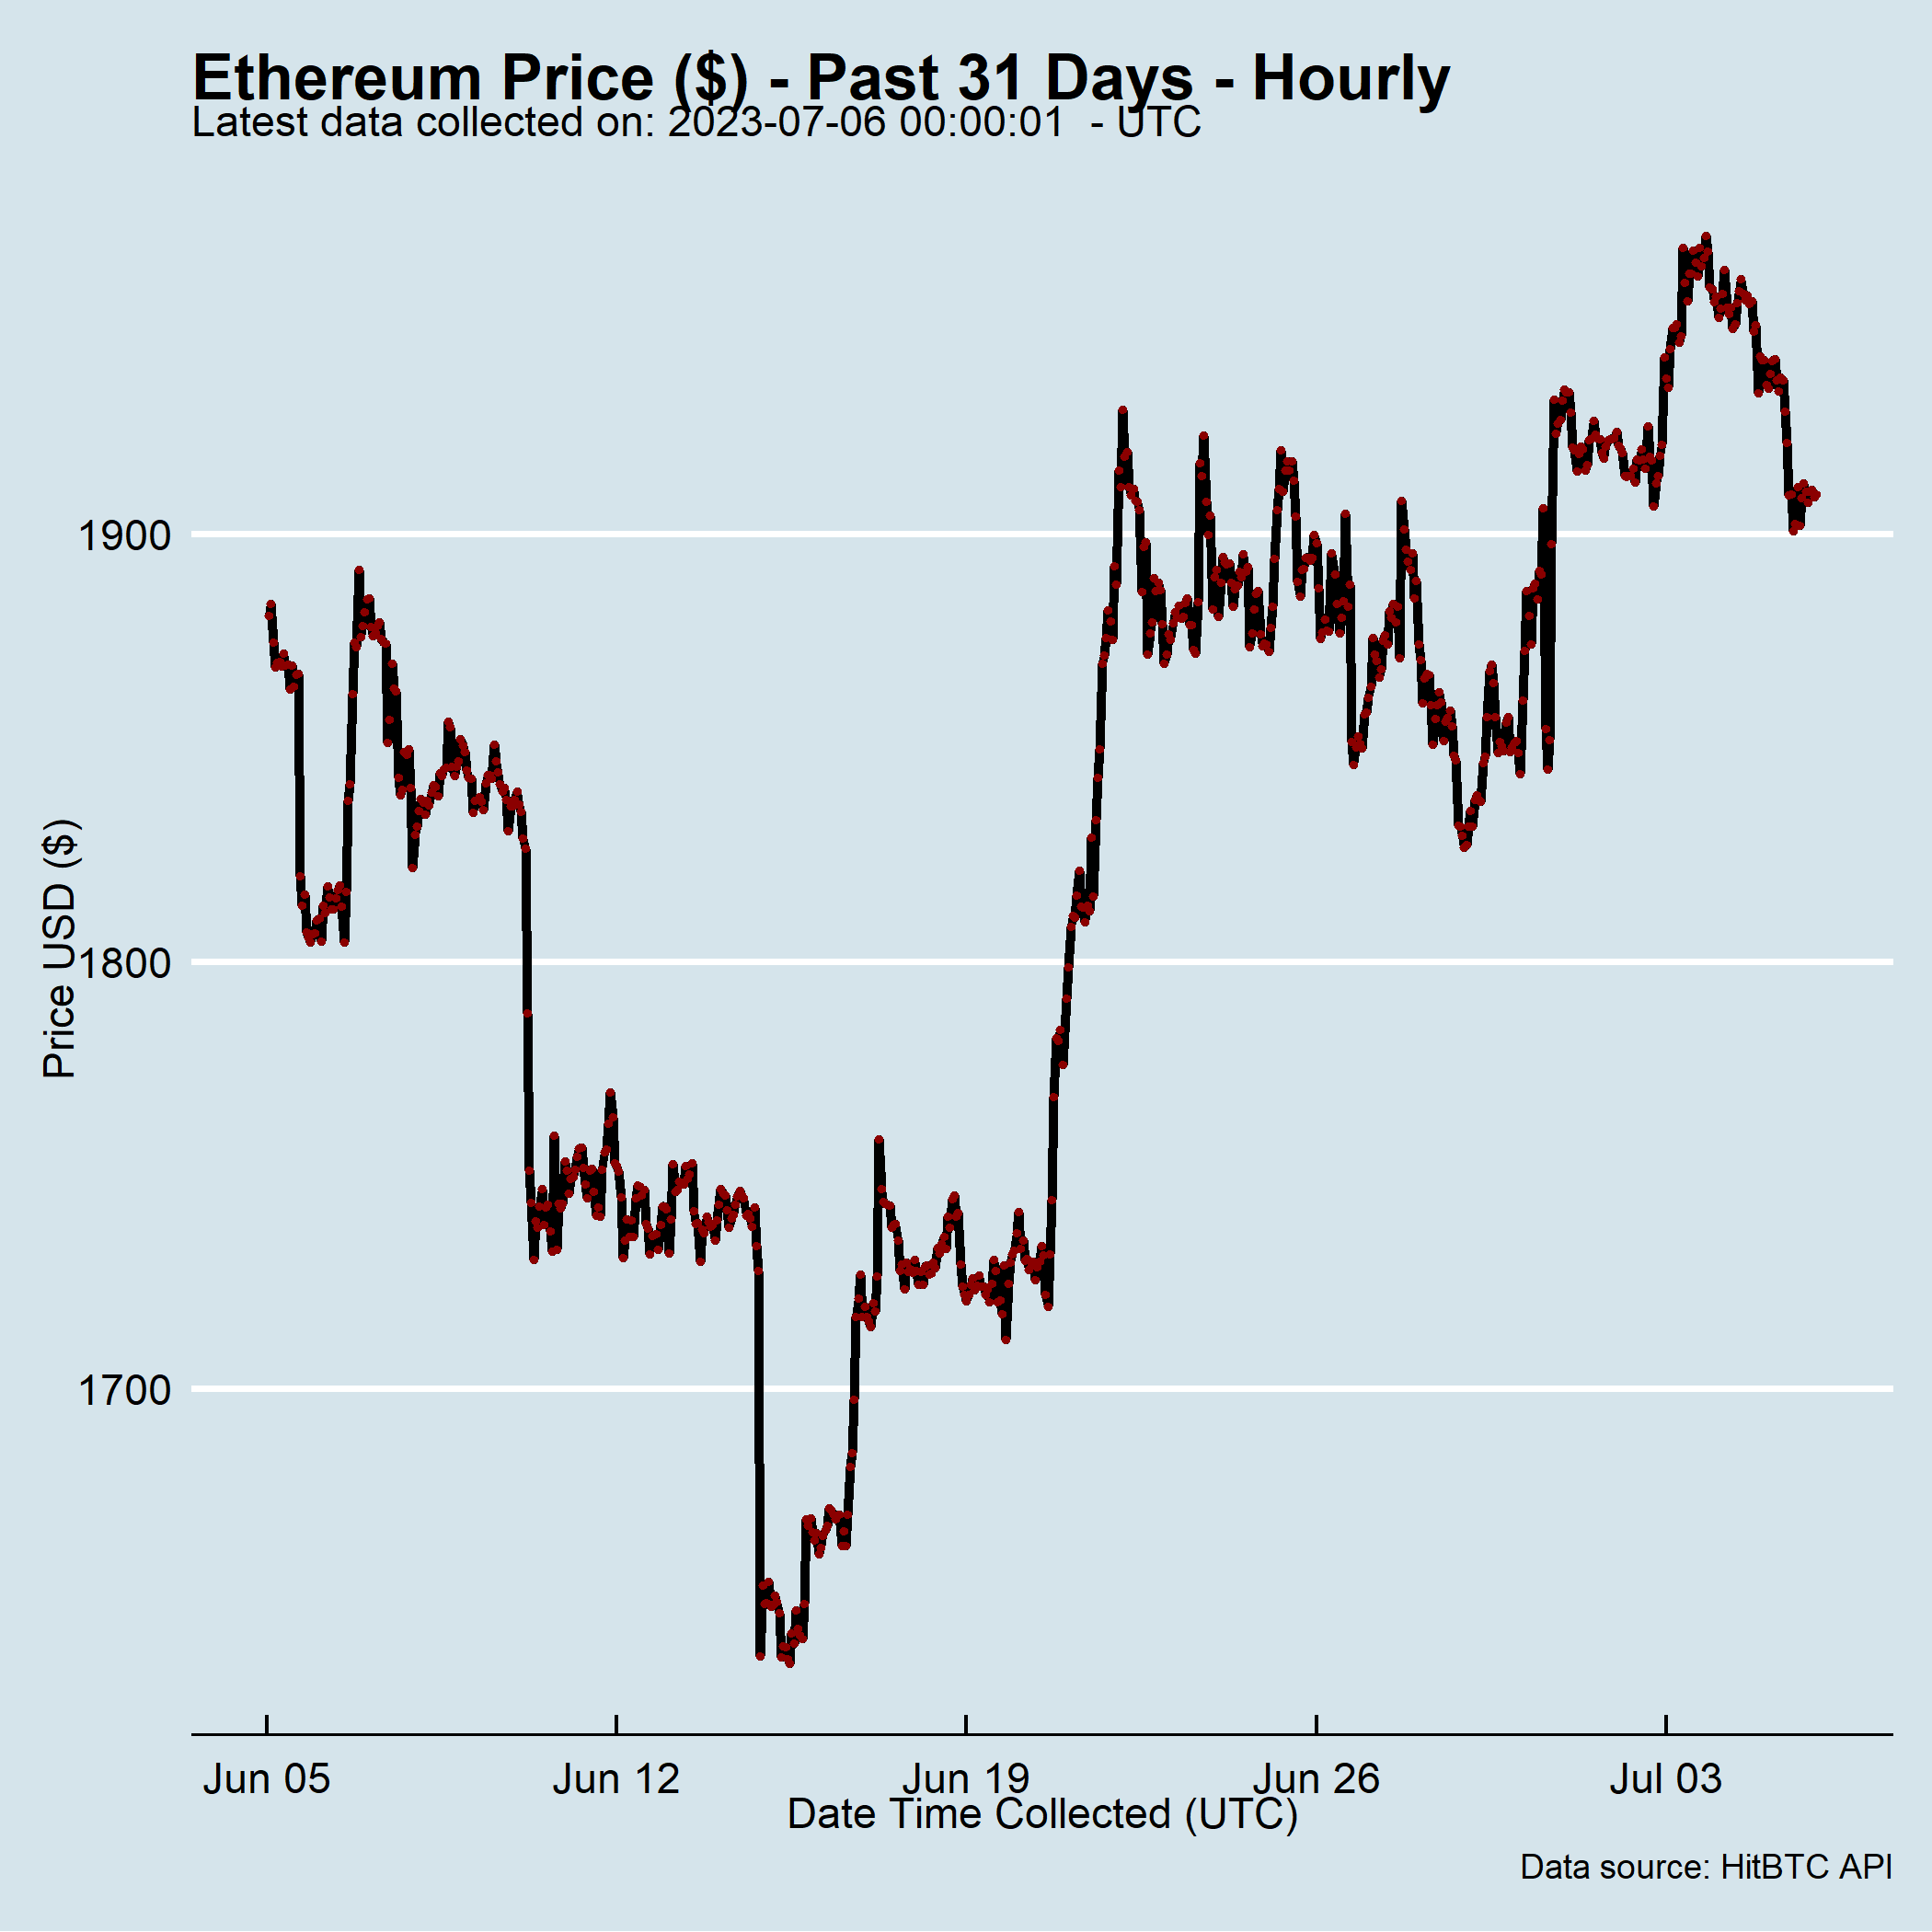 Ethereum Price ($) - Past 31 Days - Hourly
Latest data collected on: 2023-07-06 00:00:01  - UTC
Price USD ($)
1900
1800
1700
Jun 05
Jun 12
Jun 19
Jun 26
Jul 03
Date Time Collected (UTC)
Data source: HitBTC API